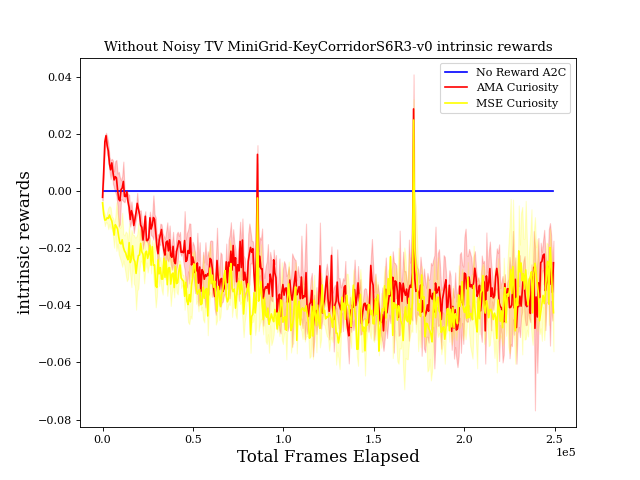 Without Noisy TV MiniGrid-KeyCorridorS6R3-v0 intrinsic rewards
No Reward A2C
AMA Curiosity
MSE Curiosity
intrinsic rewards
0.04
0.02
0.00
−0.02
−0.04
−0.06
−0.08
0.0
0.5
1.0
1.5
2.0
2.5
1e5
Total Frames Elapsed